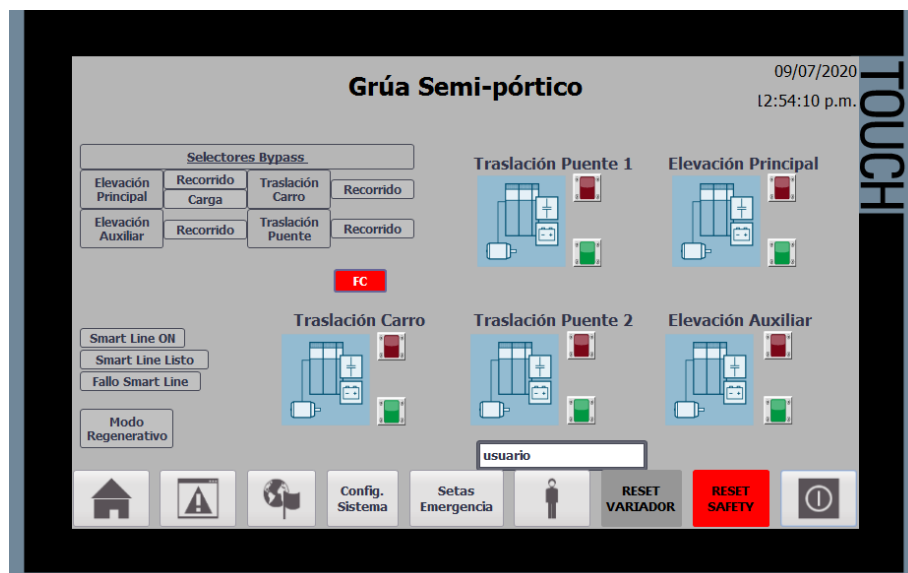 Grúa Semi-pórtico
09/07/2020
12:54:10 p.m.
TOUCH
Selectores Bypass
Elevación
Principal
Recorrido
Carga
Traslación
Carro
Recorrido
Elevación
Auxiliar
Recorrido
Traslación
Puente
Recorrido
FC
Traslación Puente 1
Elevación Principal
Traslación Carro
Traslación Puente 2
Elevación Auxiliar
Smart Line ON
Smart Line Listo
Fallo Smart Line
Modo
Regenerativo
usuario
Config.
Sistema
Setas
Emergencia
RESET
VARIADOR
RESET
SAFETY